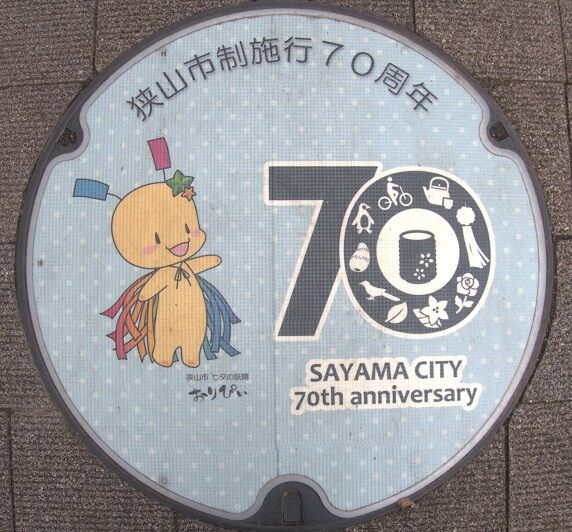 狭山市制施行70周年
70
狭山市 七夕の妖精
おりぴぃ
SAYAMA CITY
70th anniversary